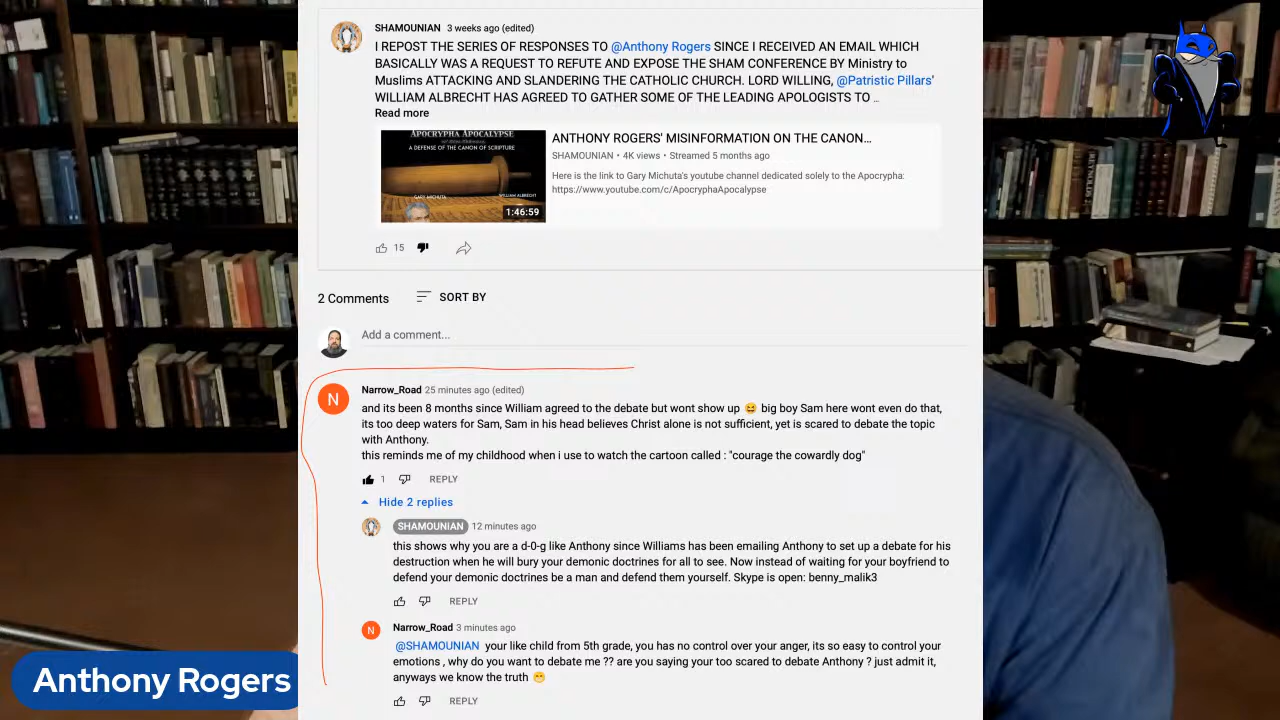 SHAMOUNIAN 3 weeks ago (edited)
I REPOST THE SERIES OF RESPONSES TO @Anthony Rogers SINCE I RECEIVED AN EMAIL WHICH
BASICALLY WAS A REQUEST TO REFUTE AND EXPOSE THE SHAM CONFERENCE BY Ministry to
Muslims ATTACKING AND SLANDERING THE CATHOLIC CHURCH. LORD WILLING, @Patristic Pillars'
WILLIAM ALBRECHT HAS AGREED TO GATHER SOME OF THE LEADING APOLOGISTS TO ...
Read more
APOCRYPHA APOCALYPSE
A DEFENSE OF THE CANON OF SCRIPTURE
GARY MICHUTA
WILLIAM ALBRECHT
1:46:59
ANTHONY ROGERS' MISINFORMATION ON THE CANON...
SHAMOUNIAN • 4K views • Streamed 5 months ago
Here is the link to Gary Michuta's youtube channel dedicated solely to the Apocrypha:
https://www.youtube.com/c/ApocryphaApocalypse
15
2 Comments SORT BY
Add a comment...
N
Narrow_Road 25 minutes ago (edited)
and its been 8 months since William agreed to the debate but wont show up 😆 big boy Sam here wont even do that,
its too deep waters for Sam, Sam in his head believes Christ alone is not sufficient, yet is scared to debate the topic
with Anthony.
this reminds me of my childhood when i use to watch the cartoon called : "courage the cowardly dog"
1 REPLY
Hide 2 replies
SHAMOUNIAN 12 minutes ago
this shows why you are a d-0-g like Anthony since Williams has been emailing Anthony to set up a debate for his
destruction when he will bury your demonic doctrines for all to see. Now instead of waiting for your boyfriend to
defend your demonic doctrines be a man and defend them yourself. Skype is open: benny_malik3
REPLY
N
Narrow_Road 3 minutes ago
@SHAMOUNIAN your like child from 5th grade, you has no control over your anger, its so easy to control your
emotions , why do you want to debate me ?? are you saying your too scared to debate Anthony ? just admit it,
anyways we know the truth 😁
REPLY
Anthony Rogers